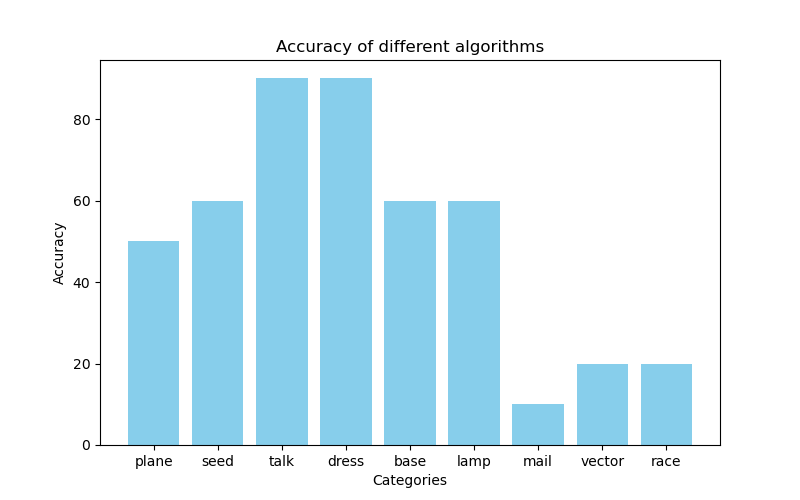 Accuracy of different algorithms
Accuracy
80
60
40
20
0
plane seed talk dress base lamp mail vector race
Categories